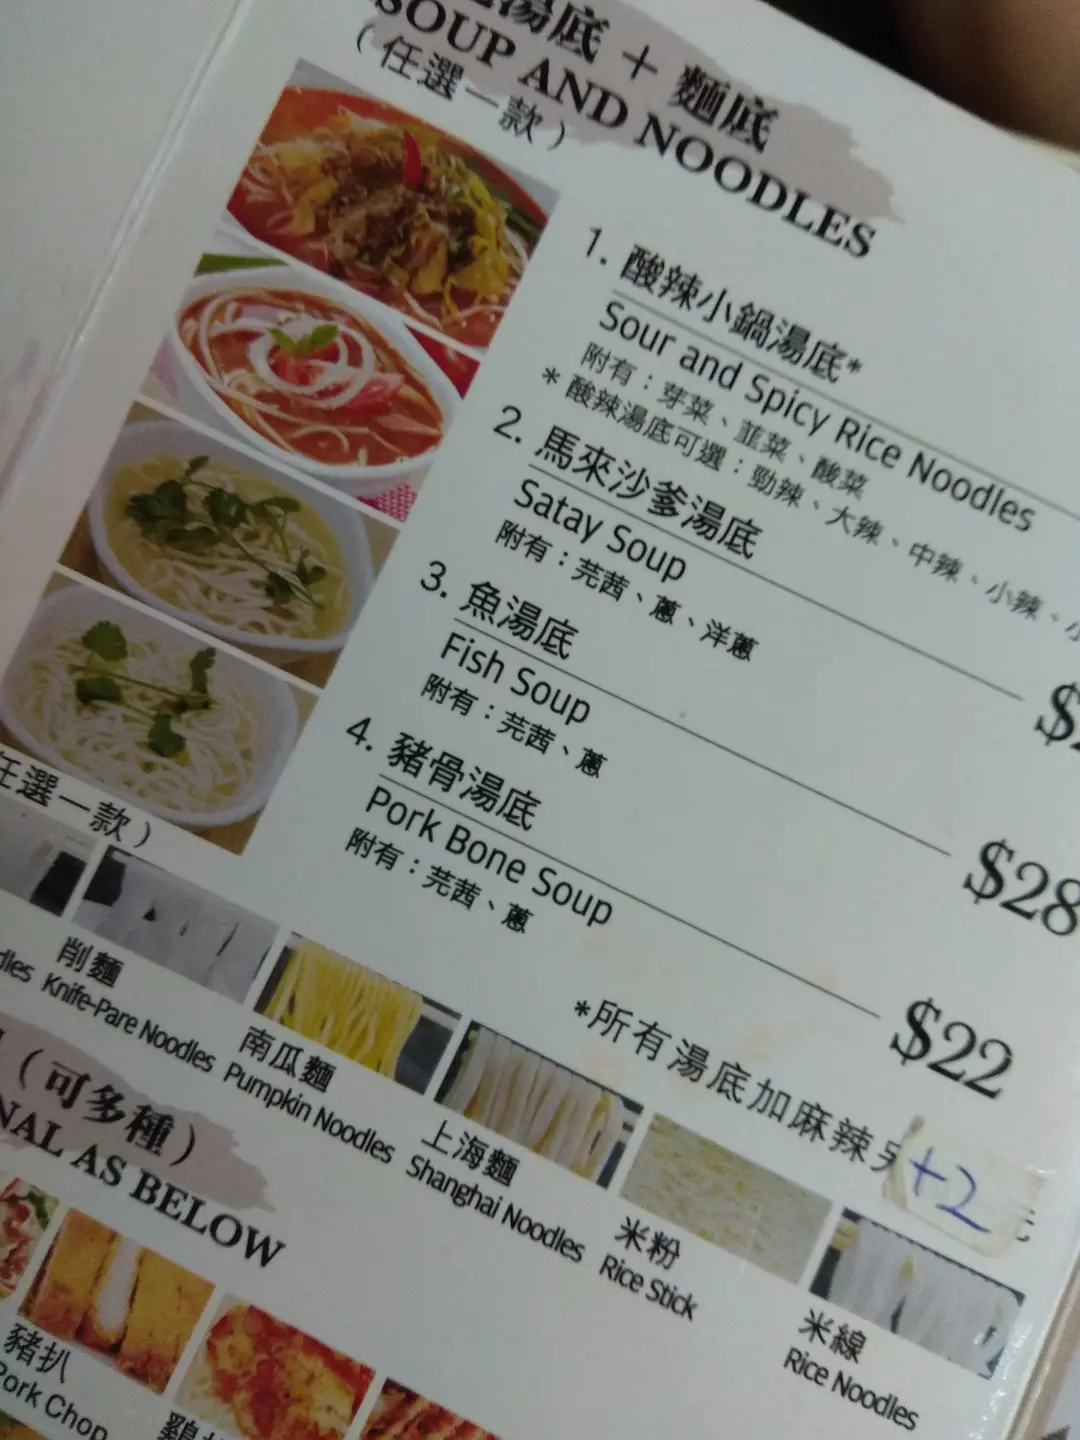 湯底 + 麵底
SOUP AND NOODLES
(任選一款)
1. 酸辣小鍋湯底*
Sour and Spicy Rice Noodles
附有：芽菜、韮菜、酸菜
* 酸辣湯底可選：勁辣、大辣、中辣、小辣、
2. 馬來沙爹湯底
Satay Soup
附有：芫茜、蔥、洋蔥
3. 魚湯底
Fish Soup
$28
附有：芫茜、蔥
4. 豬骨湯底
Pork Bone Soup
$22
附有：芫茜、蔥
*所有湯底加麻辣另 +2 元
任選一款)
削麵
Knife-Pare Noodles
南瓜麵
Pumpkin Noodles
上海麵
Shanghai Noodles
米粉
Rice Stick
米線
Rice Noodles
(可多種)
AS BELOW
豬扒
Pork Chop